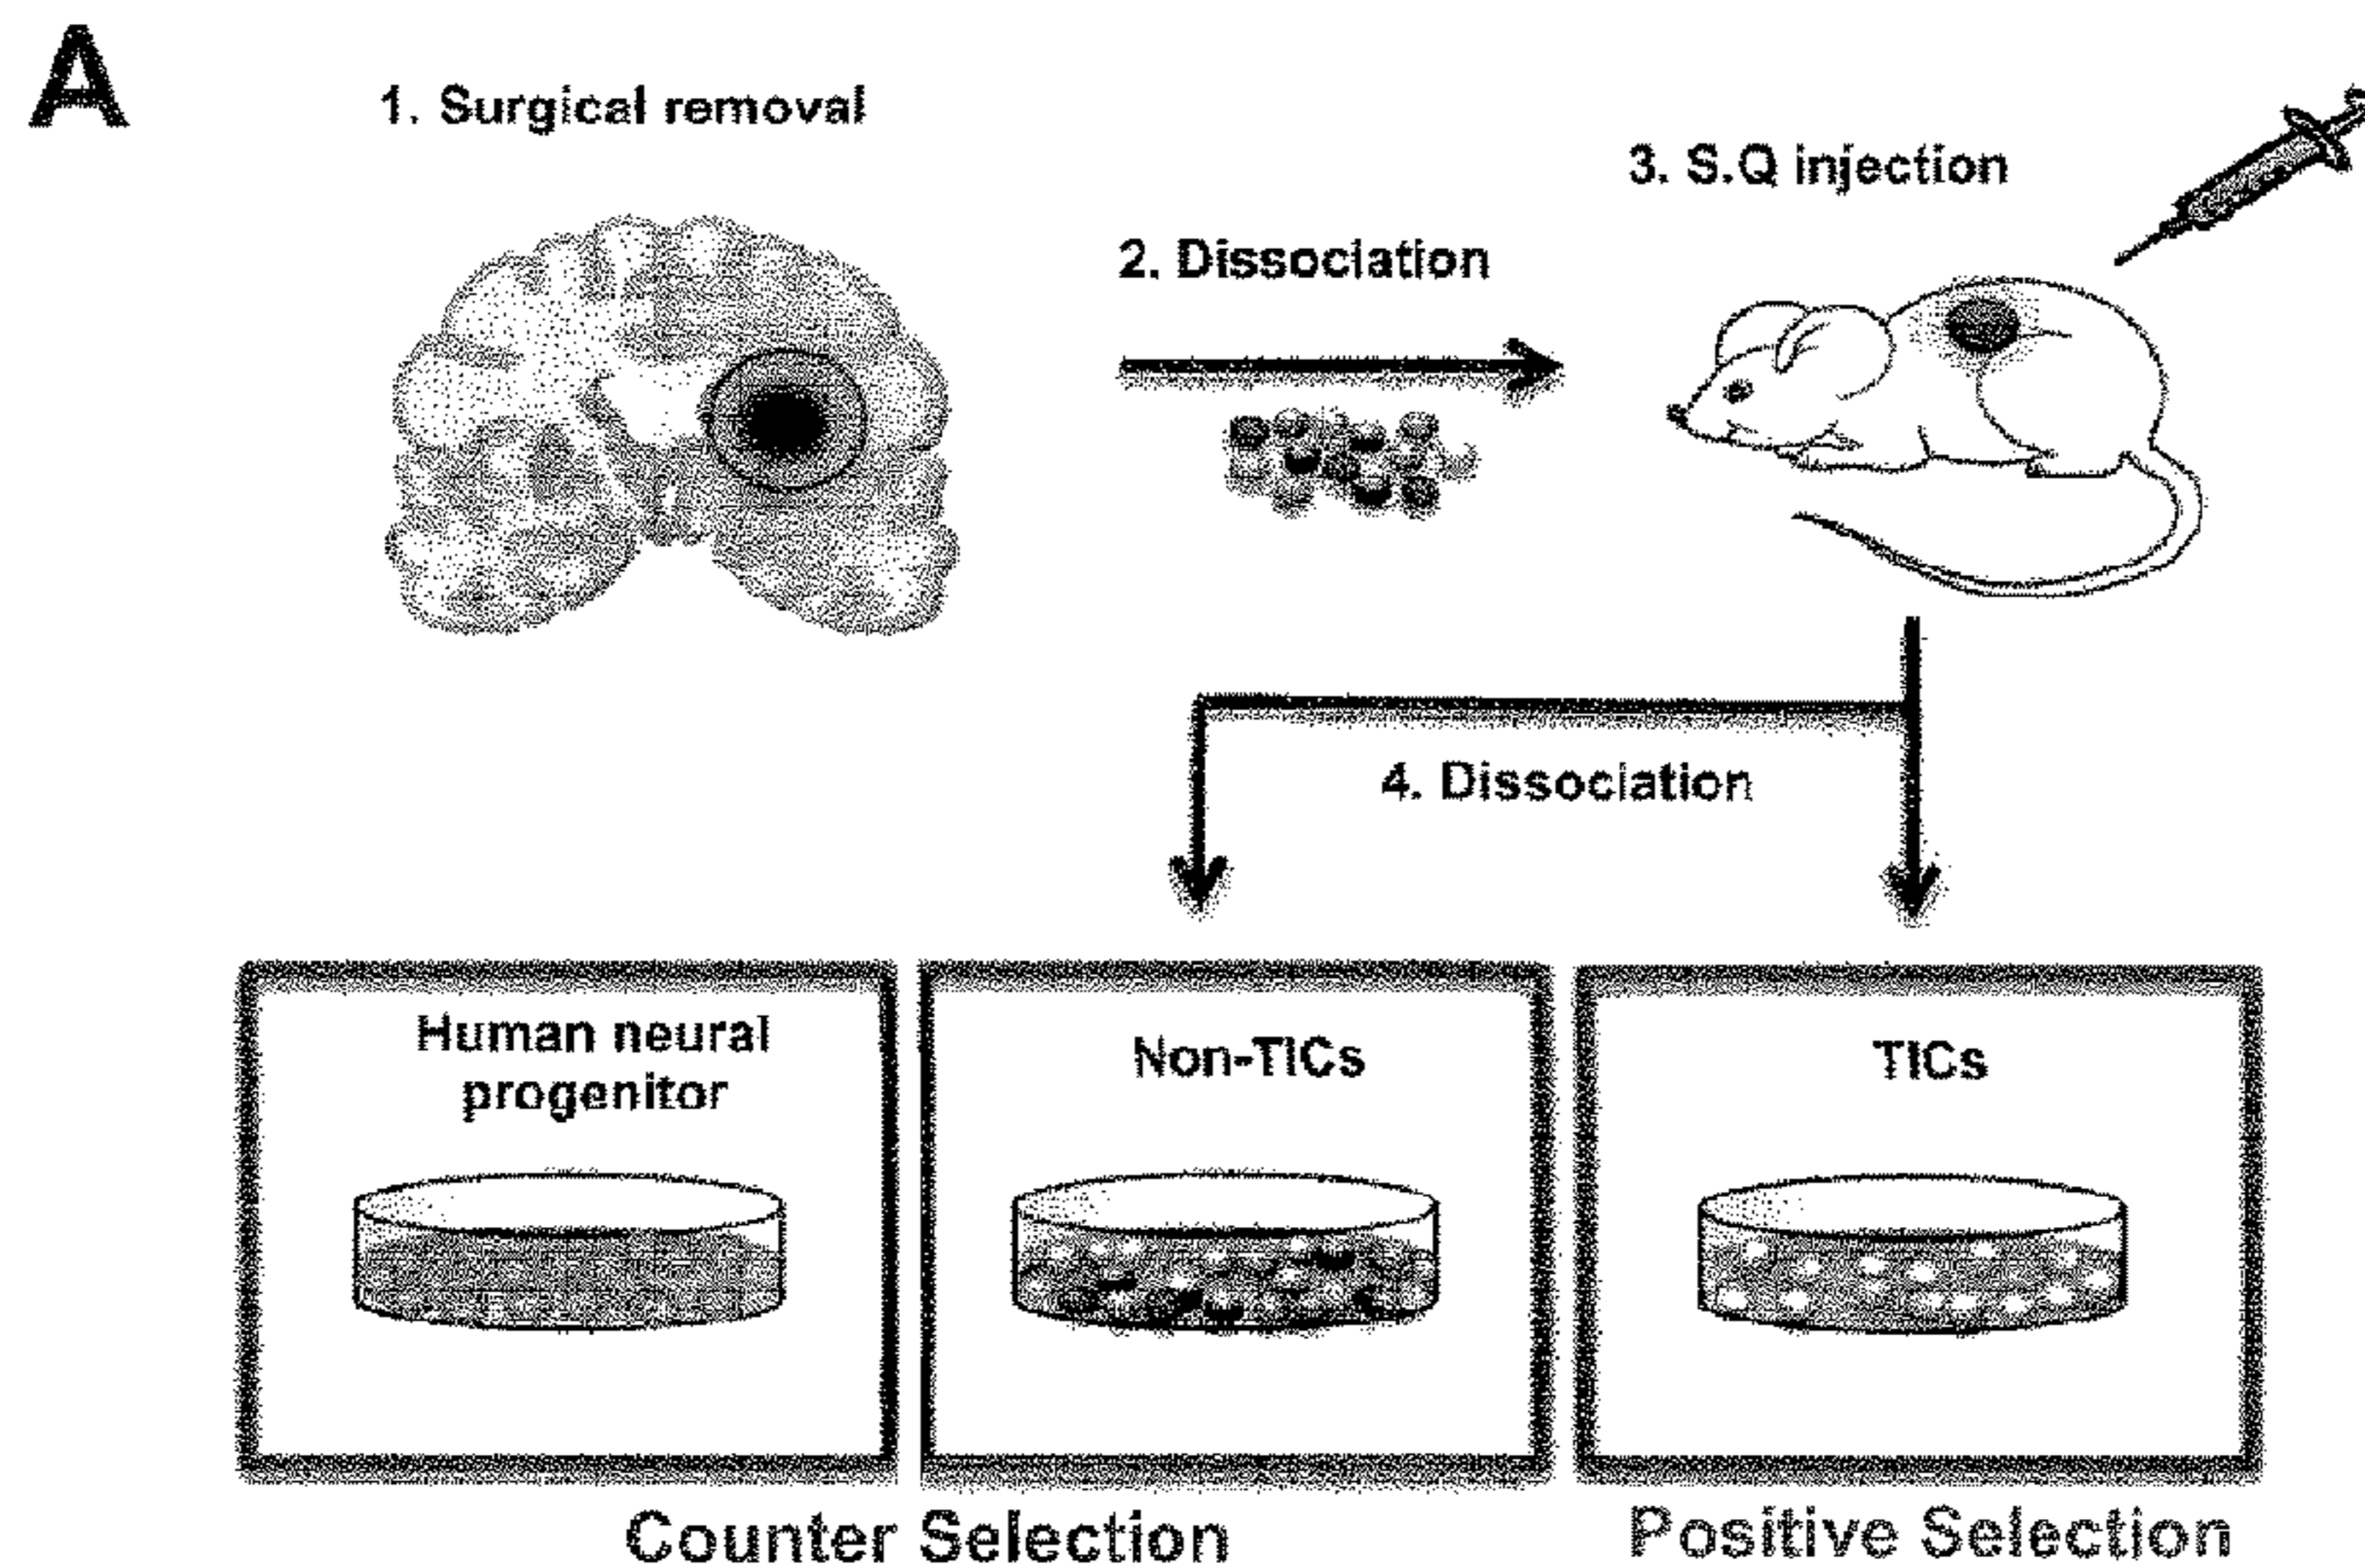 A
1. Surgical removal
2. Dissociation
3. S.Q injection
4. Dissociation
Human neural
progenitor
Non-TICs
TICs
Counter Selection
Positive Selection